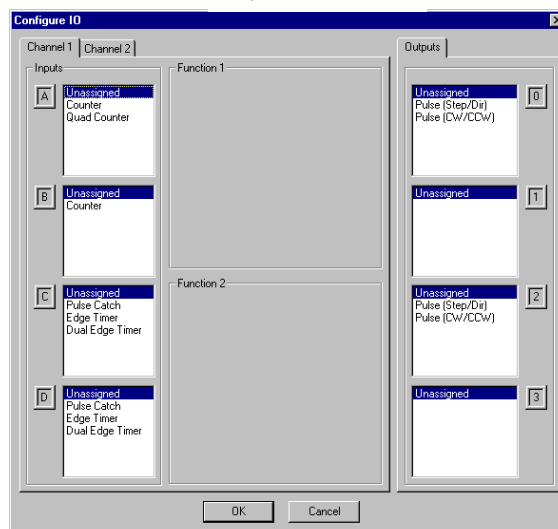 Configure IO
Channel 1 Channel 2
Outputs
Inputs
Function 1
A
Unassigned
Counter
Quad Counter
B
Unassigned
Counter
C
Unassigned
Pulse Catch
Edge Timer
Dual Edge Timer
D
Unassigned
Pulse Catch
Edge Timer
Dual Edge Timer
Function 2
Unassigned
Pulse (Step/Dir)
Pulse (CW/CCW)
0
Unassigned
1
Unassigned
Pulse (Step/Dir)
Pulse (CW/CCW)
2
Unassigned
3
OK
Cancel